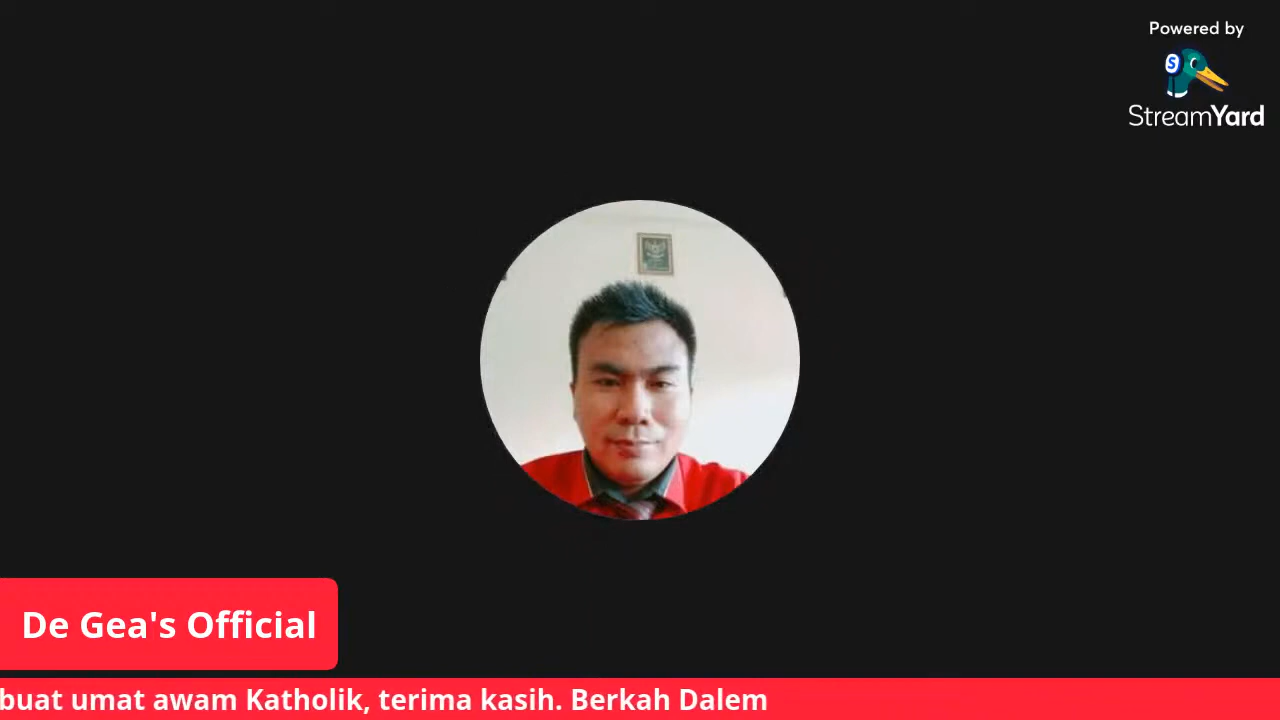 Powered by
S
StreamYard
De Gea's Official
buat umat awam Katholik, terima kasih. Berkah Dalem